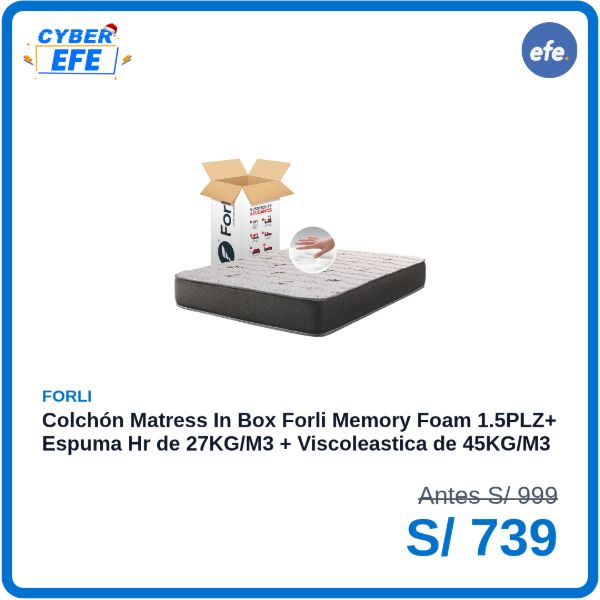 CYBER
EFE
efe.
Forli
FORLI
Colchón Matress In Box Forli Memory Foam 1.5PLZ+
Espuma Hr de 27KG/M3 + Viscoleastica de 45KG/M3
Antes S/ 999
S/ 739